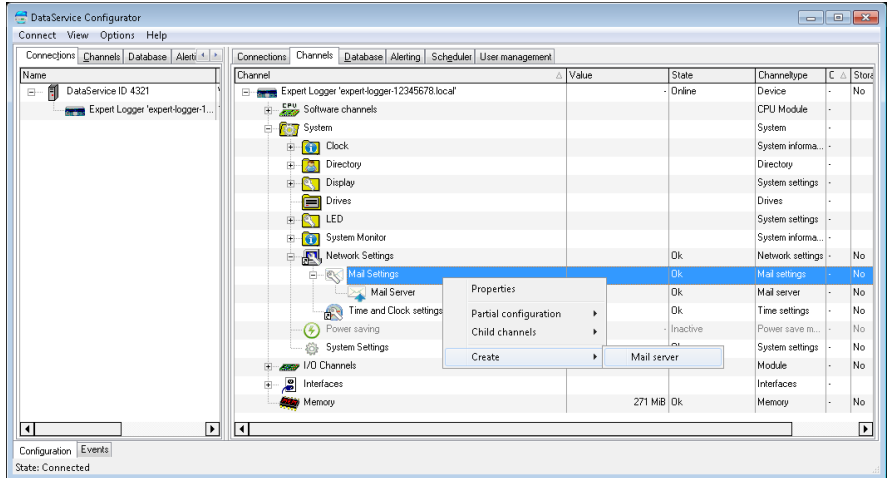 DataService Configurator
Connect View Options Help
Connections Channels Database Alerti
Connections Channels Database Alerting Scheduler User management
Name
Channel Value State Channeltype C Stora
DataService ID 4321
Expert Logger 'expert-logger-1...
Expert Logger 'expert-logger-12345678.local' - Online Device - No
Software channels CPU Module -
System System -
Clock System informa... -
Directory Directory -
Display System settings -
Drives Drives -
LED System settings -
System Monitor System informa... -
Network Settings Ok Network settings - No
Mail Settings Ok Mail settings - No
Mail Server Ok Mail server - No
Time and Clock settings Ok Time settings - No
Power saving - Inactive Power save m... - No
System Settings System settings - No
I/O Channels Module - No
Interfaces Interfaces -
Memory 271 MiB Ok Memory - No
Properties
Partial configuration
Child channels
Create
Mail server
Configuration Events
State: Connected